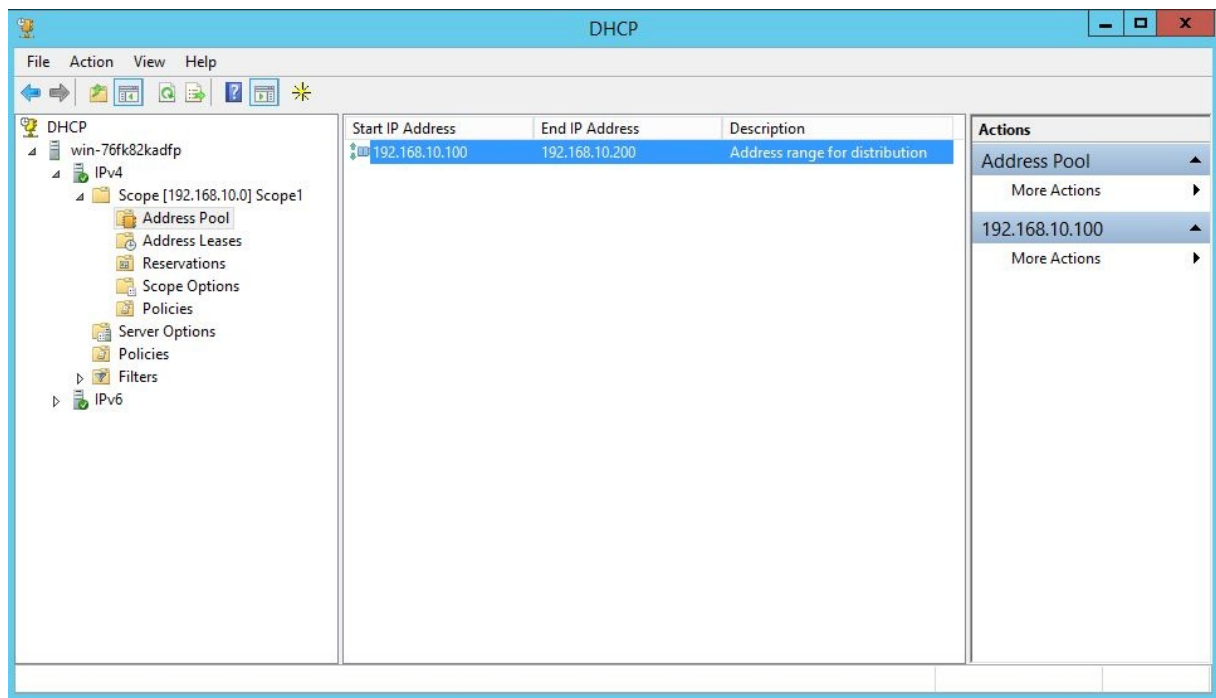 DHCP
File Action View Help
DHCP
win-76fk82kadfp
IPv4
Scope [192.168.10.0] Scope1
Address Pool
Address Leases
Reservations
Scope Options
Policies
Server Options
Policies
Filters
IPv6
Start IP Address End IP Address Description
192.168.10.100 192.168.10.200 Address range for distribution
Actions
Address Pool
More Actions
192.168.10.100
More Actions